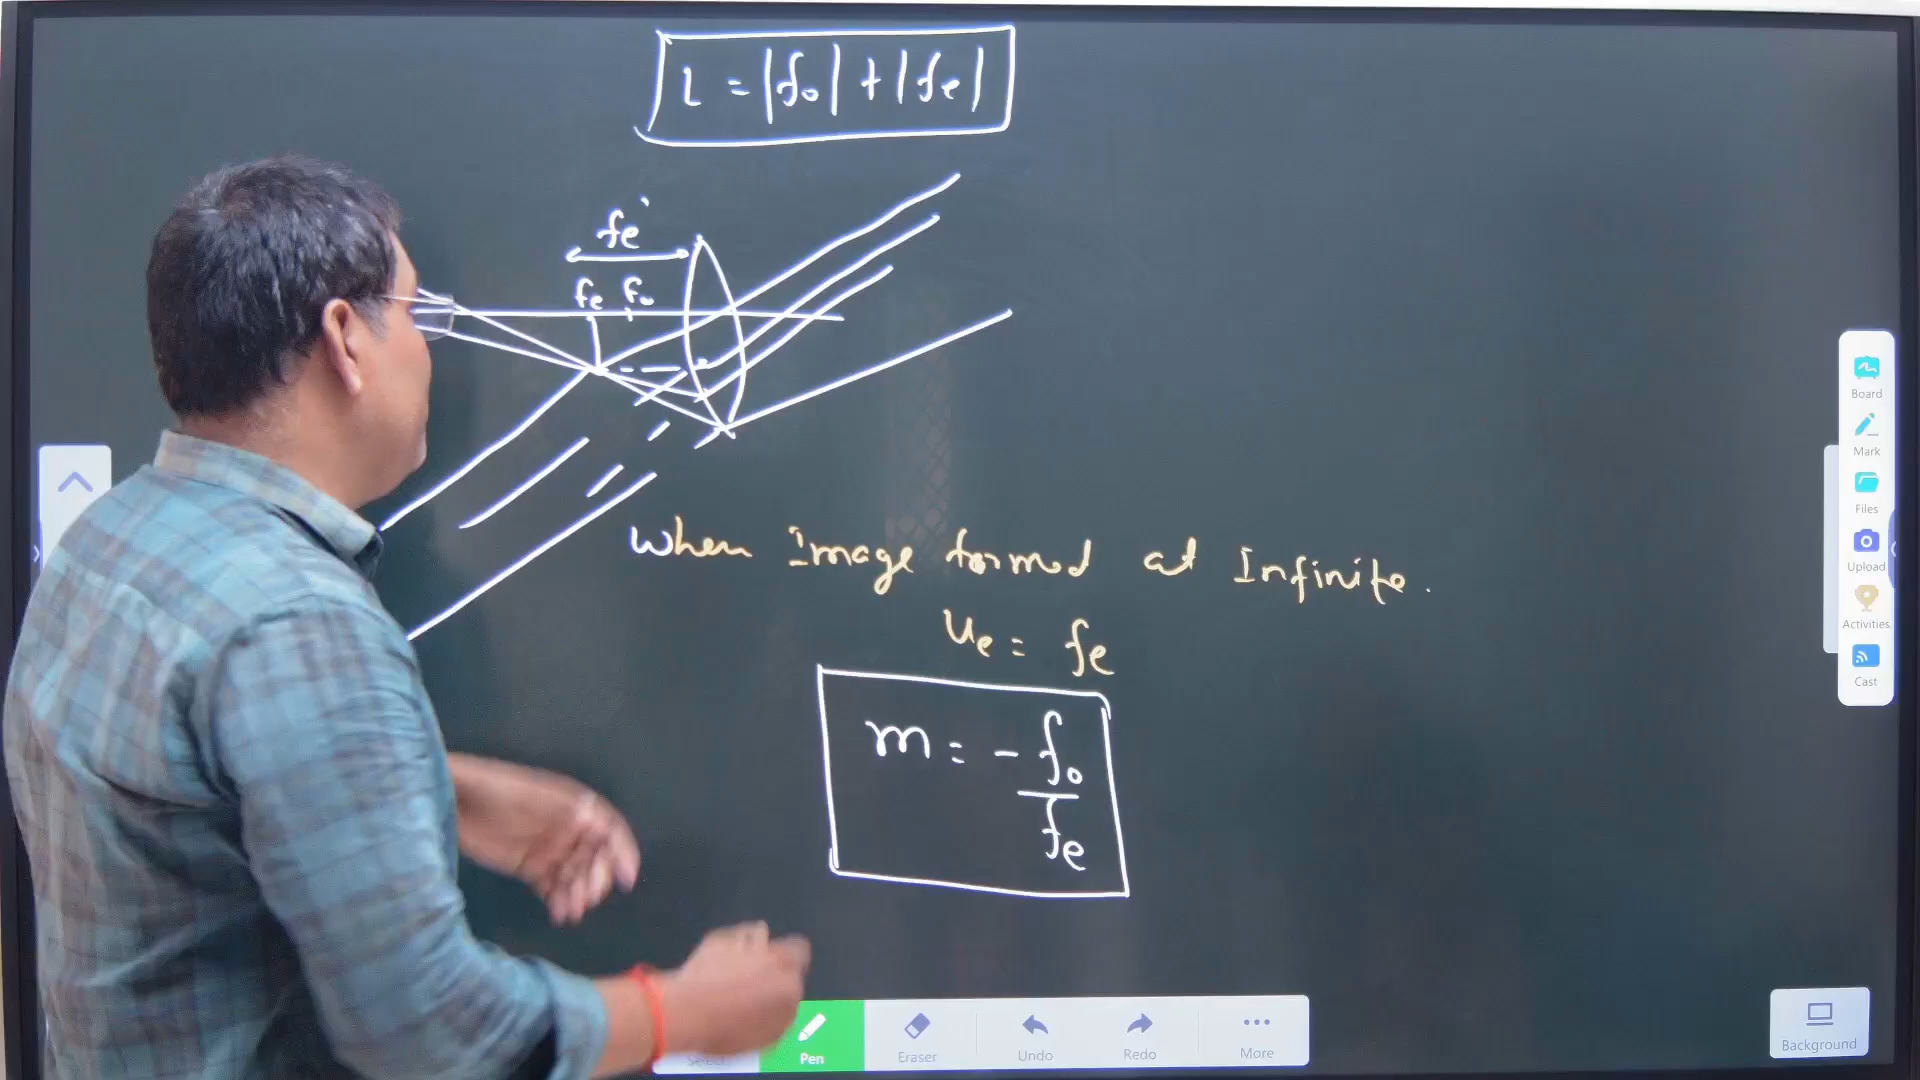 L = |fo| + |fe|
fe
fe fo
When Image formed at Infinite.
ue = fe
m = - fo
fe
Board
Mark
Files
Upload
Activities
Cast
Select
Pen
Eraser
Undo
Redo
More
Background